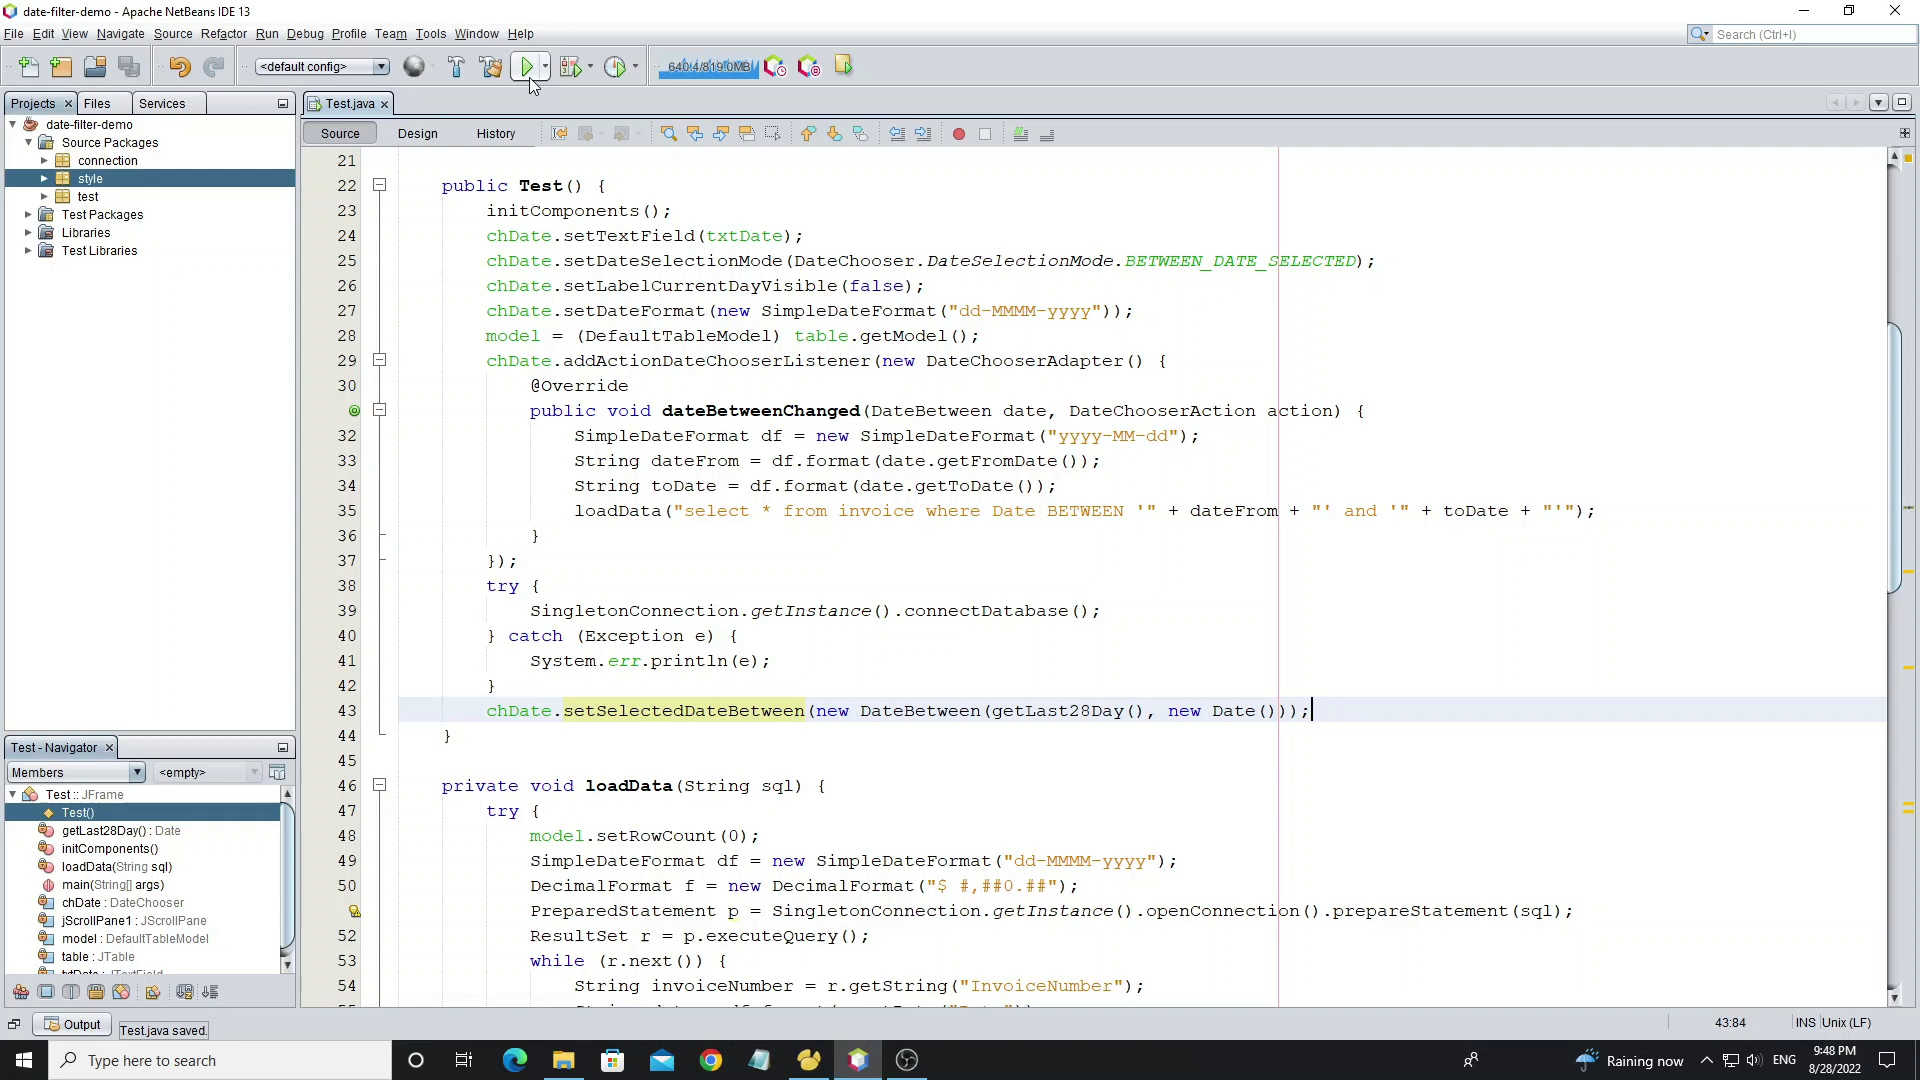 date-filter-demo - Apache NetBeans IDE 13
File Edit View Navigate Source Refactor Run Debug Profile Team Tools Window Help
Search (Ctrl+I)
<default config>
640.4/819.0MB
Projects Files Services
Test.java
date-filter-demo
Source Packages
connection
style
test
Test Packages
Libraries
Test Libraries
Source Design History
21
22 public Test() {
23 initComponents();
24 chDate.setTextField(txtDate);
25 chDate.setDateSelectionMode(DateChooser.DateSelectionMode.BETWEEN_DATE_SELECTED);
26 chDate.setLabelCurrentDayVisible(false);
27 chDate.setDateFormat(new SimpleDateFormat("dd-MMMM-yyyy"));
28 model = (DefaultTableModel) table.getModel();
29 chDate.addActionDateChooserListener(new DateChooserAdapter() {
30 @Override
public void dateBetweenChanged(DateBetween date, DateChooserAction action) {
32 SimpleDateFormat df = new SimpleDateFormat("yyyy-MM-dd");
33 String dateFrom = df.format(date.getFromDate());
34 String toDate = df.format(date.getToDate());
35 loadData("select * from invoice where Date BETWEEN '" + dateFrom + "' and '" + toDate + "'");
36 }
37 });
38 try {
39 SingletonConnection.getInstance().connectDatabase();
40 } catch (Exception e) {
41 System.err.println(e);
42 }
43 chDate.setSelectedDateBetween(new DateBetween(getLast28Day(), new Date()));
44 }
45
46 private void loadData(String sql) {
47 try {
48 model.setRowCount(0);
49 SimpleDateFormat df = new SimpleDateFormat("dd-MMMM-yyyy");
50 DecimalFormat f = new DecimalFormat("$ #,##0.##");
PreparedStatement p = SingletonConnection.getInstance().openConnection().prepareStatement(sql);
52 ResultSet r = p.executeQuery();
53 while (r.next()) {
54 String invoiceNumber = r.getString("InvoiceNumber");
Test - Navigator
Members <empty>
Test :: JFrame
Test()
getLast28Day() : Date
initComponents()
loadData(String sql)
main(String[] args)
chDate : DateChooser
jScrollPane1 : JScrollPane
model : DefaultTableModel
table : JTable
txtDate : JTextField
Output
Test.java saved.
43:84 INS Unix (LF)
Type here to search
Raining now
ENG
9:48 PM
8/28/2022